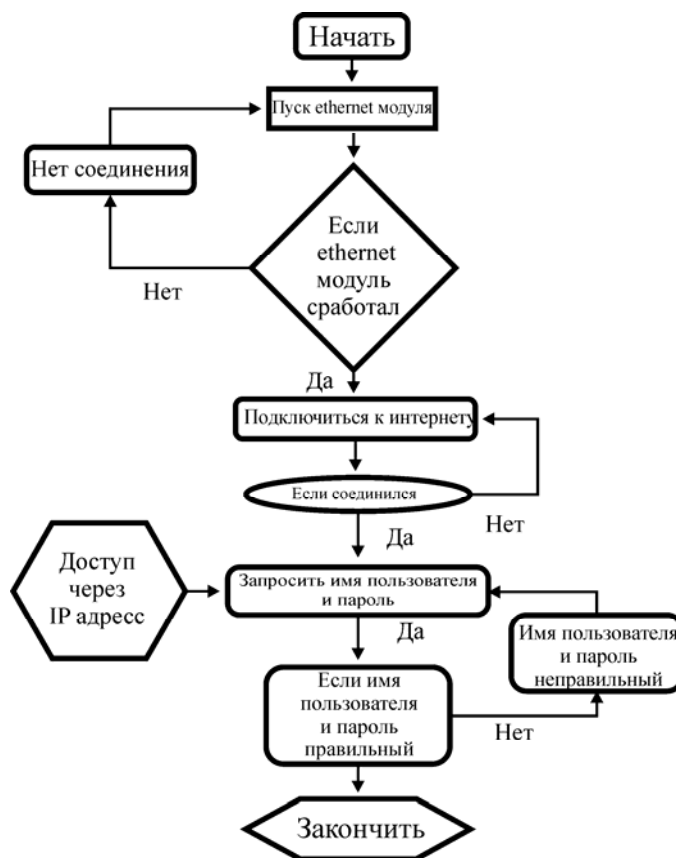 Начать
Пуск ethernet модуля
Нет соединения
Если
ethernet
модуль
сработал
Нет
Да
Подключиться к интернету
Если соединился
Нет
Да
Доступ
через
IP адресс
Запросить имя пользователя
и пароль
Да
Имя пользователя
и пароль
неправильный
Если имя
пользователя
и пароль
правильный
Нет
Закончить